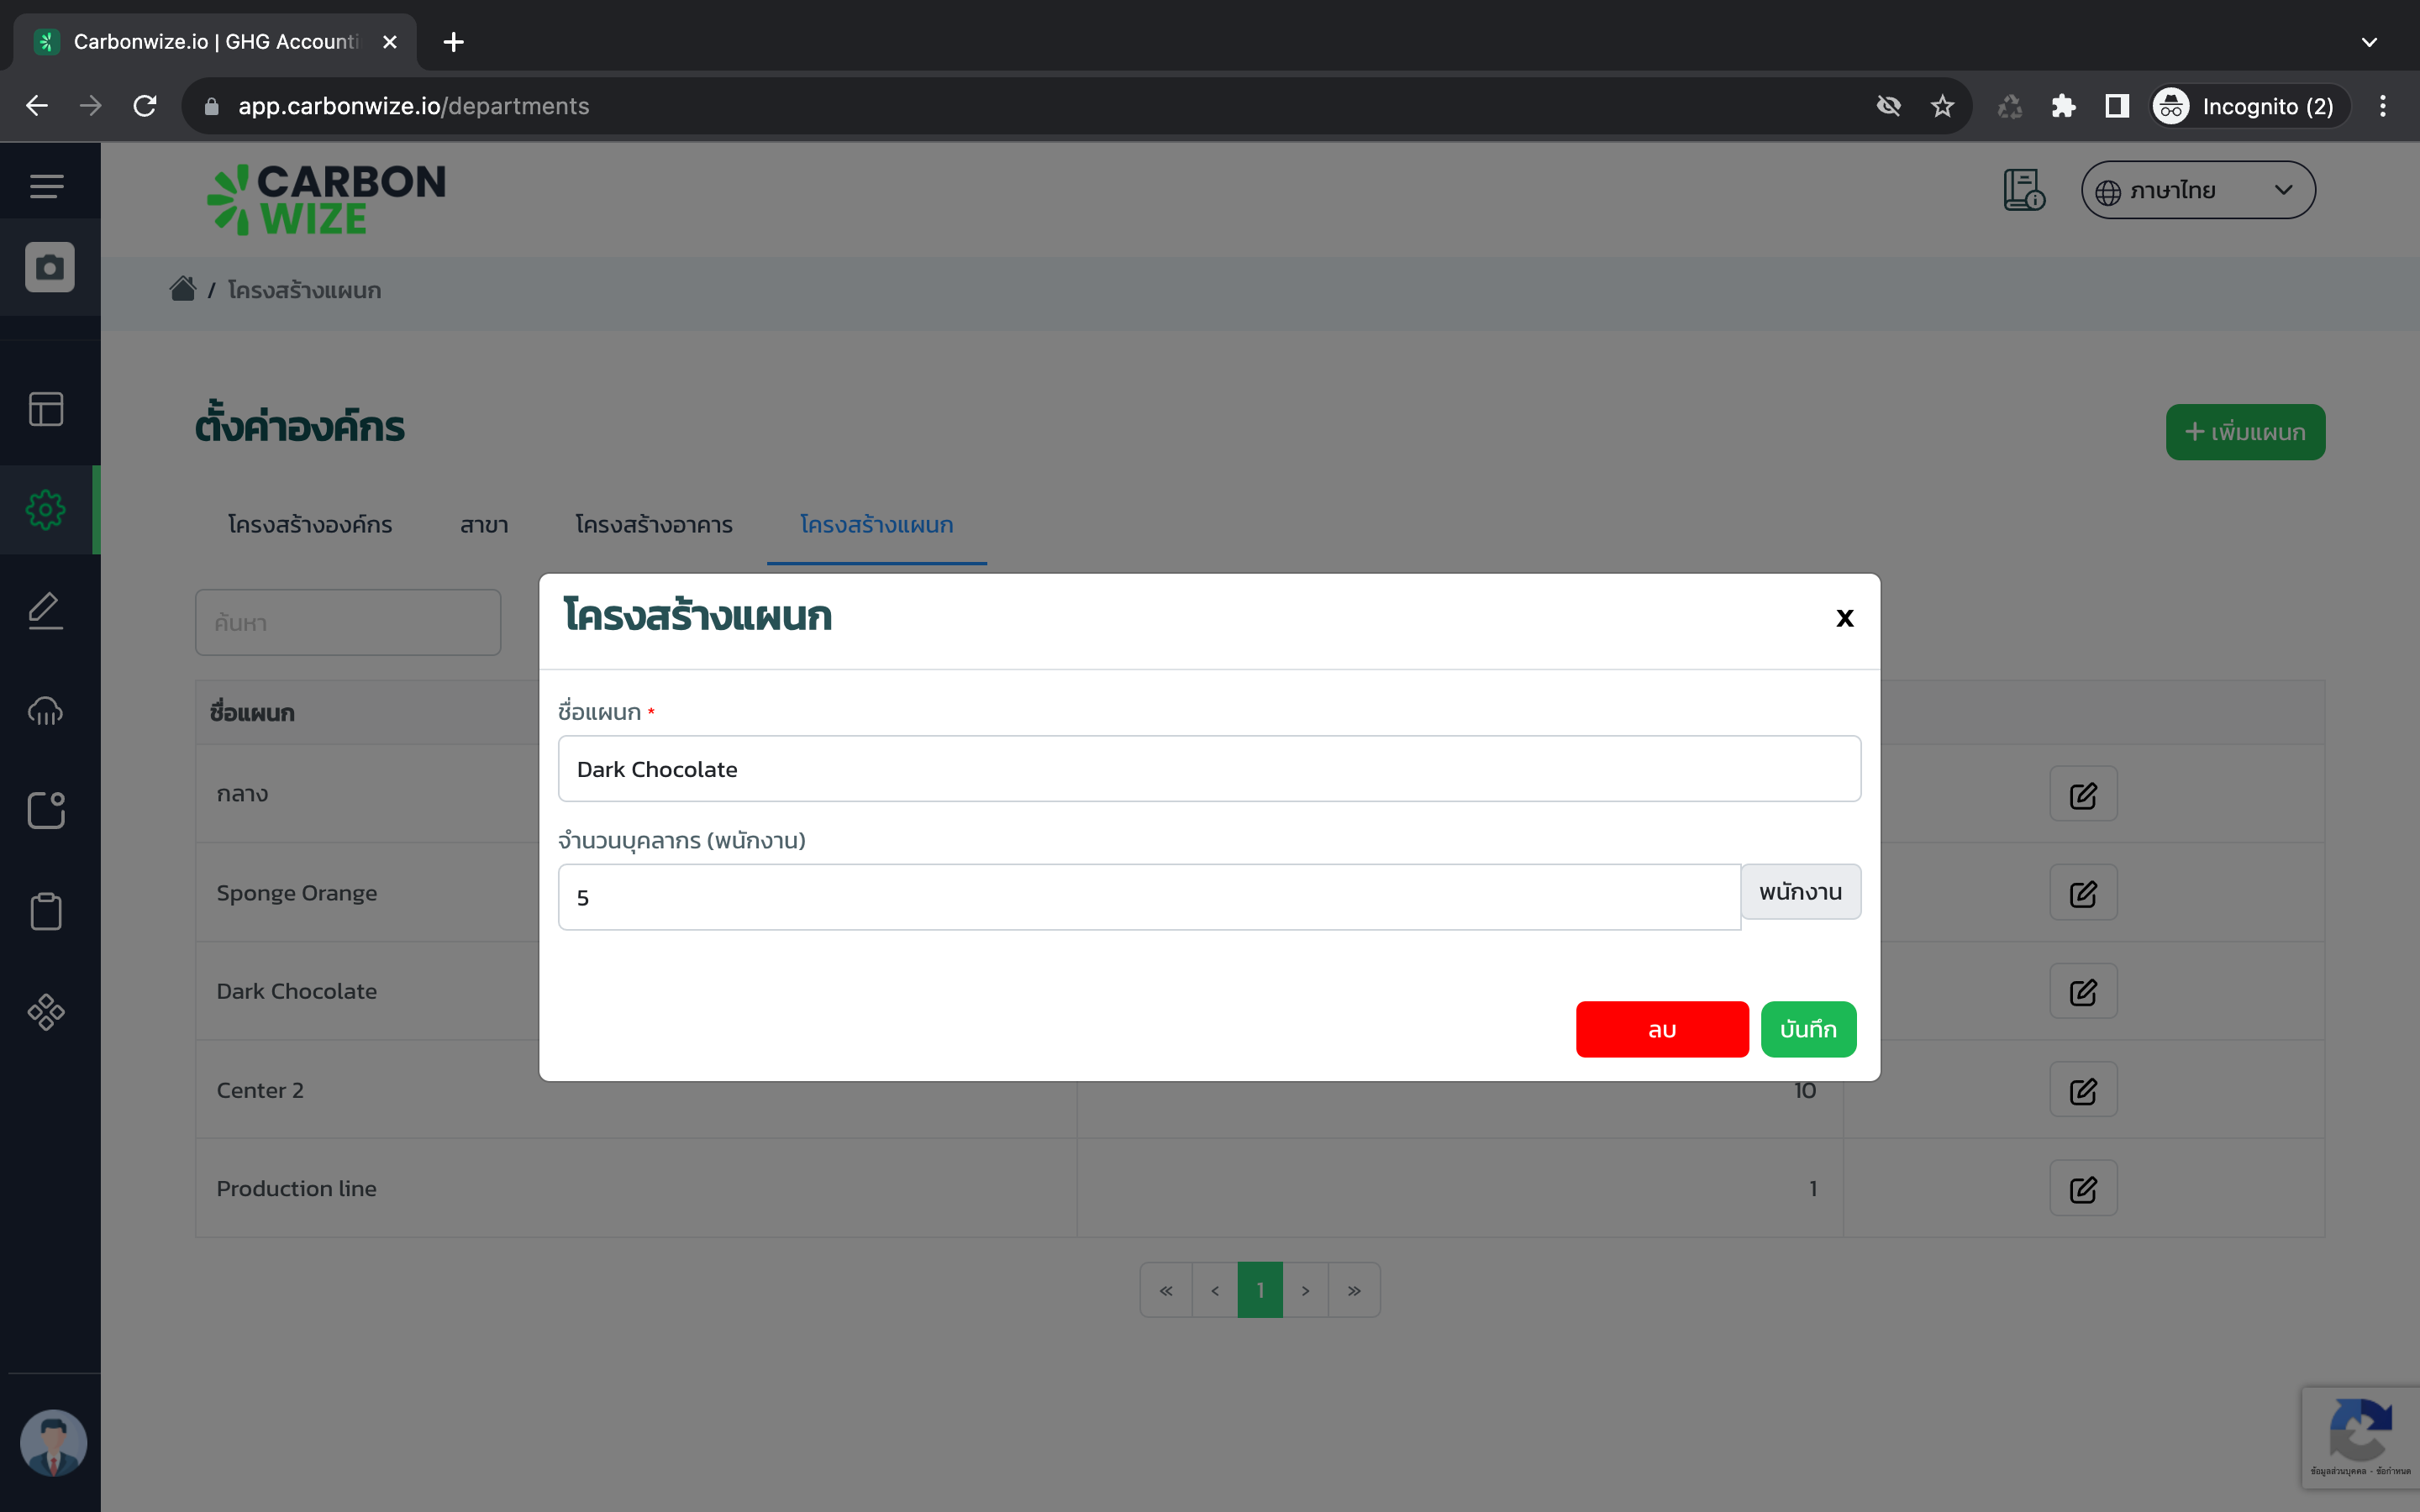 Carbonwize.io | GHG Accounti
app.carbonwize.io/departments
Incognito (2)
CARBON
WIZE
ภาษาไทย
/ โครงสร้างแผนก
ตั้งค่าองค์กร
+ เพิ่มแผนก
โครงสร้างองค์กร สาขา โครงสร้างอาคาร โครงสร้างแผนก
ค้นหา
โครงสร้างแผนก
x
ชื่อแผนก *
Dark Chocolate
จำนวนบุคลากร (พนักงาน)
5 พนักงาน
ลบ บันทึก
ชื่อแผนก
กลาง
Sponge Orange
Dark Chocolate
Center 2 10
Production line 1
« < 1 > »
ข้อมูลส่วนบุคคล - ข้อกำหนด